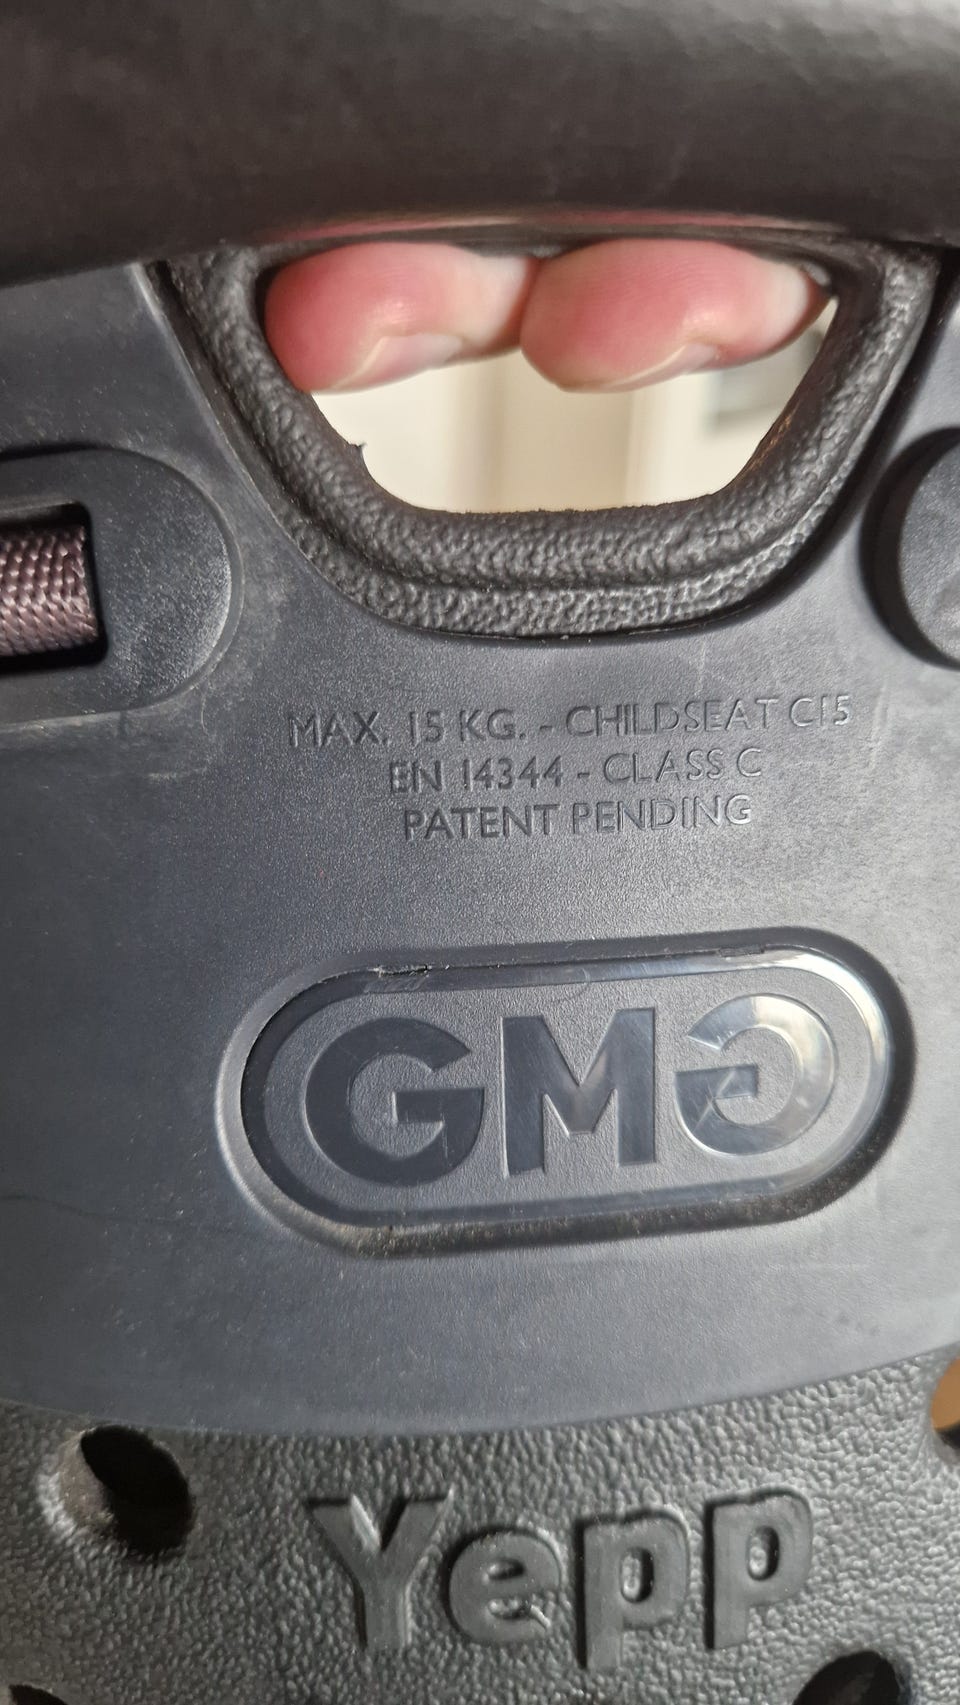 MAX. 15 KG. - CHILDSEAT C15
EN 14344 - CLASS C
PATENT PENDING
GMG
Yepp